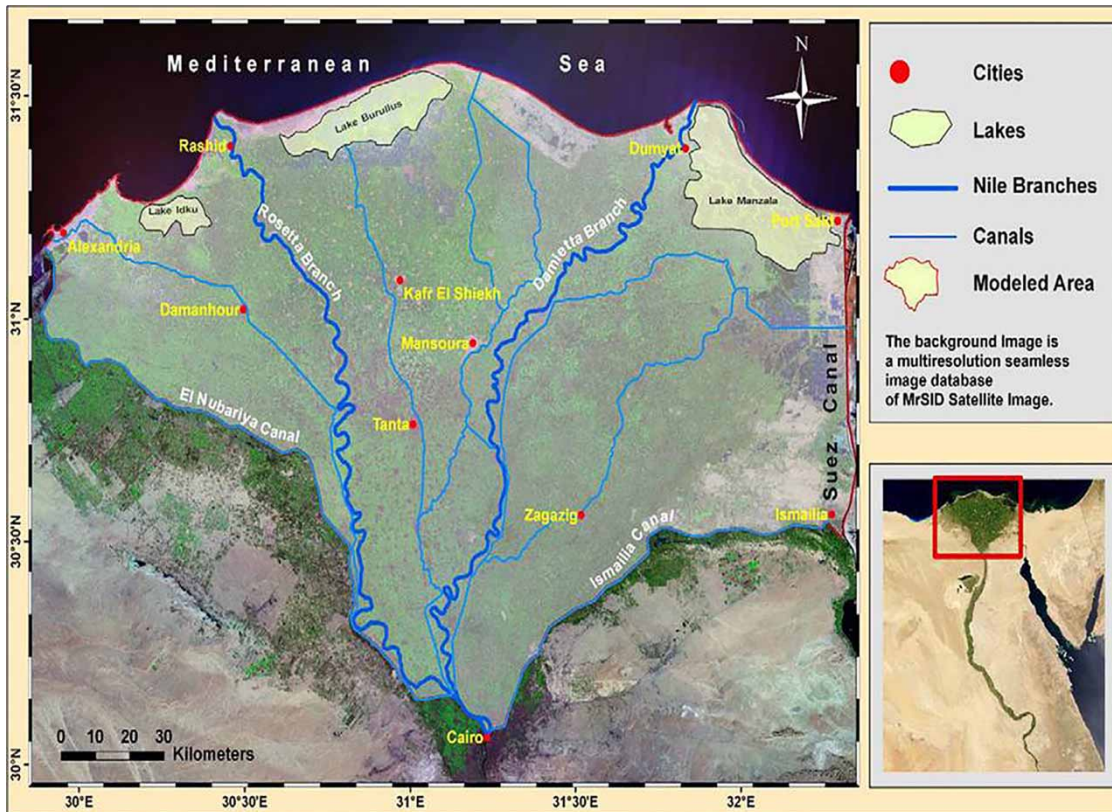 Mediterranean Sea
N
Lake Burullus
Rashid
Dumyat
Lake Idku
Lake Manzala
Port Said
Alexandria
Rosetta Branch
Damietta Branch
Kafr El Shiekh
Damanhour
Mansoura
El Nubariya Canal
Tanta
Suez Canal
Zagazig
Ismailia
Ismailia Canal
Cairo
0 5 10 20 30
Kilometers
31°30'N
31°N
30°30'N
30°N
30°E
30°30'E
31°E
31°30'E
32°E
Cities
Lakes
Nile Branches
Canals
Modeled Area
The background Image is
a multiresolution seamless
image database
of MrSID Satellite Image.